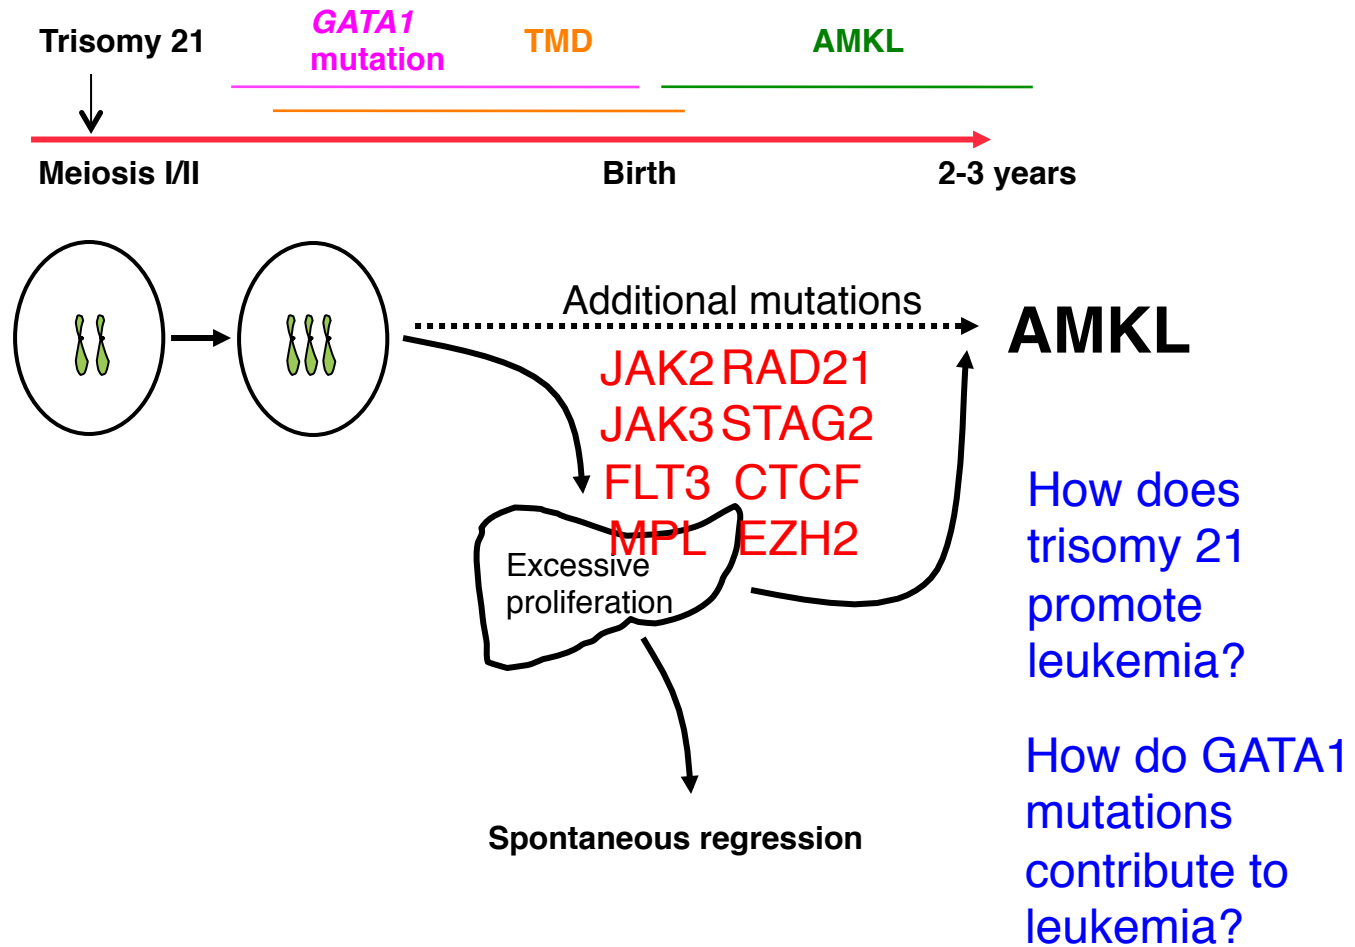 Trisomy 21
GATA1
mutation
TMD
AMKL
Meiosis I/II
Birth
2-3 years
Additional mutations
AMKL
JAK2 RAD21
JAK3 STAG2
FLT3 CTCF
MPL EZH2
Excessive
proliferation
Spontaneous regression
How does
trisomy 21
promote
leukemia?
How do GATA1
mutations
contribute to
leukemia?